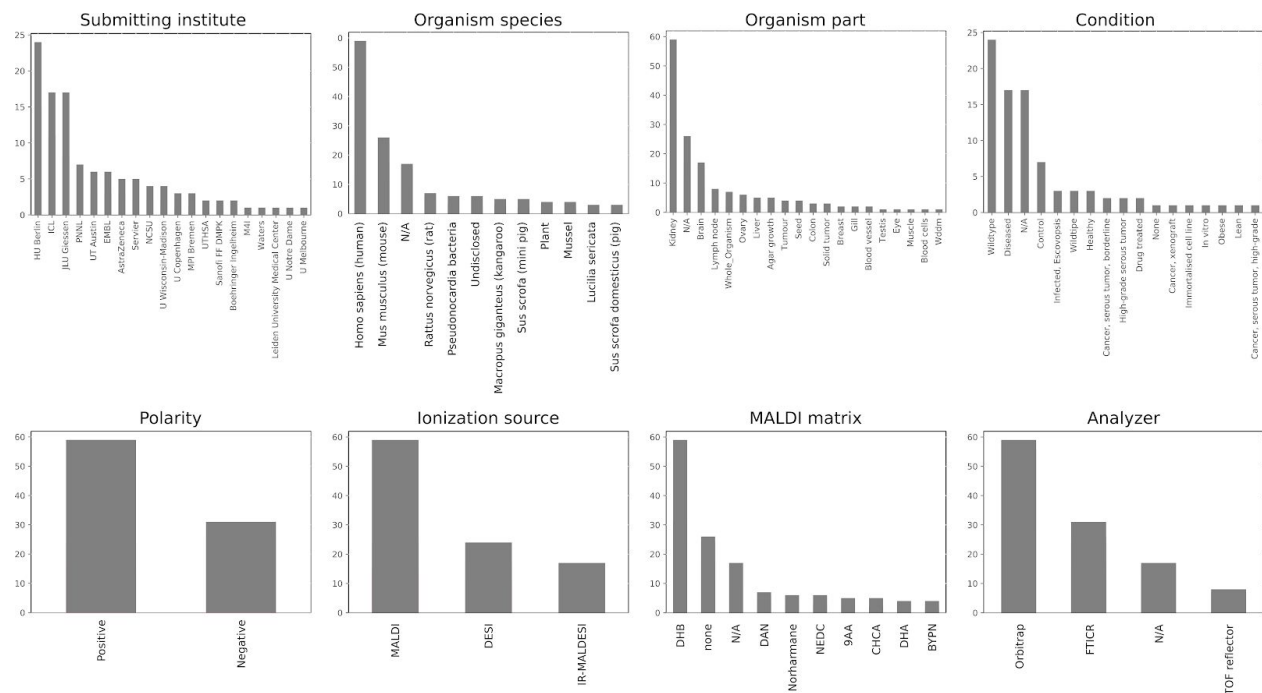 Submitting institute
25
20
15
10
5
0
HU Berlin
ICL
JLU Giessen
PNNL
UT Austin
EMBL
AstraZeneca
Servier
NCSU
U Wisconsin-Madison
U Copenhagen
MPI Bremen
UTHSA
Sanofi FF DMPK
Boehringer Ingelheim
M4I
Waters
Leiden University Medical Center
U Notre Dame
U Melbourne
Organism species
0
50
40
30
20
10
0
Homo sapiens (human)
Mus musculus (mouse)
N/A
Rattus norvegicus (rat)
Pseudonocardia bacteria
Undisclosed
Macropus giganteus (kangaroo)
Sus scrofa (mini pig)
Plant
Mussel
Lucilia sericata
Sus scrofa domesticus (pig)
Organism part
60
50
40
30
20
10
0
Kidney
N/A
Brain
Lymph node
Whole_Organism
Ovary
Liver
Agar growth
Tumour
Seed
Colon
Solid tumor
Breast
Gill
Blood vessel
Testis
Eye
Muscle
Blood cells
Wddm
Condition
25
20
15
10
5
0
Wildtype
Diseased
N/A
Control
Infected, Escovopsis
Wildtipe
Healthy
Cancer, serous tumor, borderline
High-grade serous tumor
Drug treated
None
Cancer, xenograft
Immortalised cell line
In vitro
Obese
Lean
Cancer, serous tumor, high-grade
Polarity
60
50
40
30
20
10
0
Positive
Negative
Ionization source
60
50
40
30
20
10
0
MALDI
DESI
IR-MALDESI
MALDI matrix
60
50
40
30
20
10
0
DHB
none
N/A
DAN
Norharmane
NEDC
9AA
CHCA
DHA
BYPN
Analyzer
60
50
40
30
20
10
0
Orbitrap
FTICR
N/A
TOF reflector